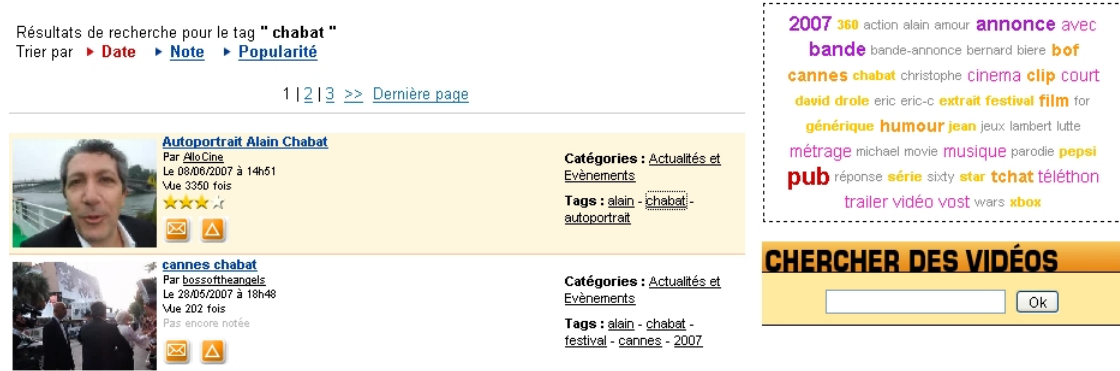 Résultats de recherche pour le tag " chabat "
Trier par Date Note Popularité
1 | 2 | 3 >> Dernière page
Autoportrait Alain Chabat
Par AlloCine
Le 08/06/2007 à 14h51
Vue 3350 fois
Catégories : Actualités et
Evènements
Tags : alain - chabat -
autoportrait
cannes chabat
Par bossoftheangels
Le 28/05/2007 à 18h48
Vue 202 fois
Pas encore notée
Catégories : Actualités et
Evènements
Tags : alain - chabat -
festival - cannes - 2007
2007 360 action alain amour annonce avec
bande bande-annonce bernard biere bof
cannes chabat christophe cinema clip court
david drole eric eric-c extrait festival film for
générique humour jean jeux lambert lutte
métrage michael movie musique parodie pepsi
pub réponse série sixty star tchat téléthon
trailer vidéo vost wars xbox
CHERCHER DES VIDÉOS
Ok